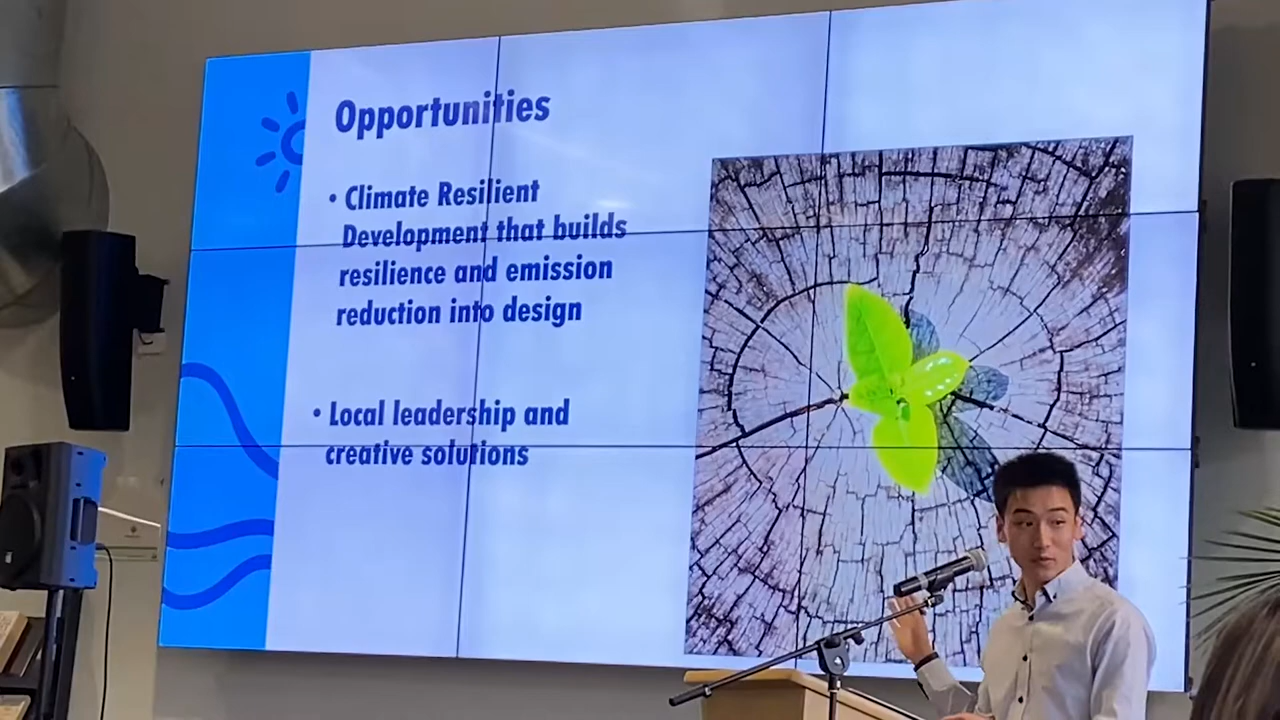 Opportunities
• Climate Resilient
Development that builds
resilience and emission
reduction into design
• Local leadership and
creative solutions